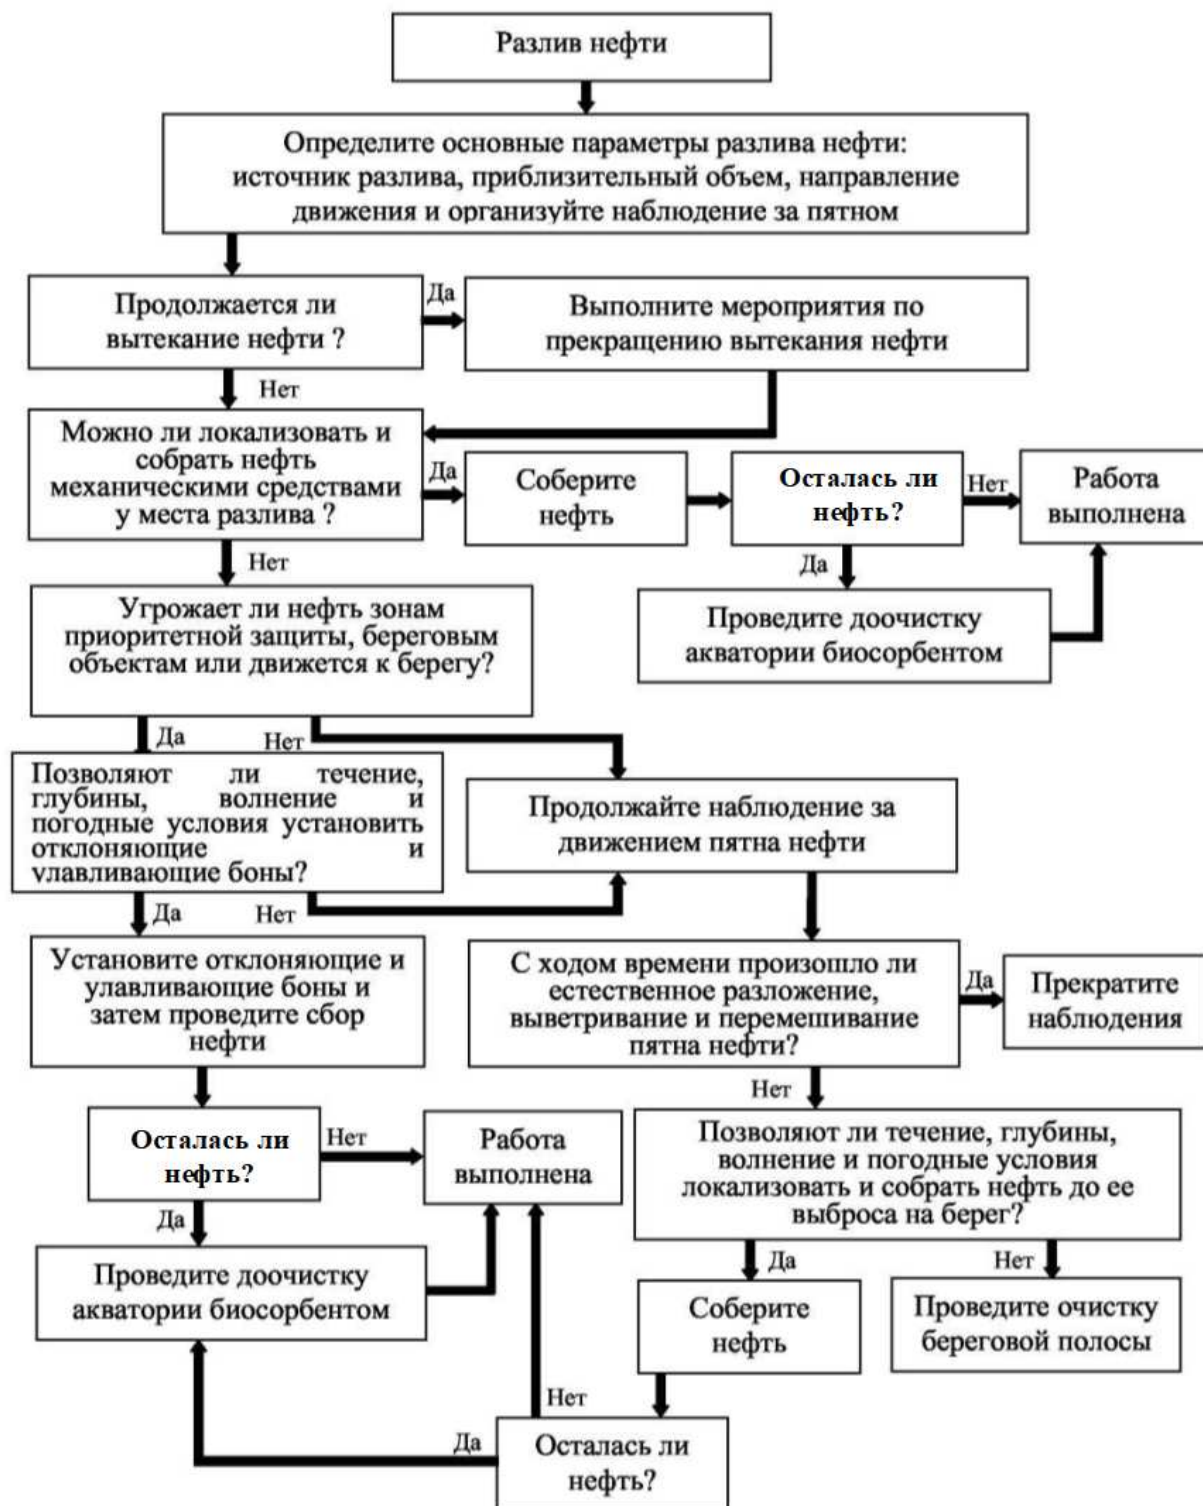 Разлив нефти
Определите основные параметры разлива нефти:
источник разлива, приблизительный объем, направление
движения и организуйте наблюдение за пятном
Продолжается ли
вытекание нефти ?
Да
Выполните мероприятия по
прекращению вытекания нефти
Нет
Можно ли локализовать и
собрать нефть
механическими средствами
у места разлива ?
Да
Соберите
нефть
Осталась ли
нефть?
Нет
Работа
выполнена
Да
Проведите доочистку
акватории биосорбентом
Нет
Угрожает ли нефть зонам
приоритетной защиты, береговым
объектам или движется к берегу?
Да
Нет
Позволяют ли течение,
глубины, волнение и
погодные условия установить
отклоняющие и
улавливающие боны?
Продолжайте наблюдение за
движением пятна нефти
Да
Нет
Установите отклоняющие и
улавливающие боны и
затем проведите сбор
нефти
С ходом времени произошло ли
естественное разложение,
выветривание и перемешивание
пятна нефти?
Да
Прекратите
наблюдения
Нет
Осталась ли
нефть?
Нет
Работа
выполнена
Позволяют ли течение, глубины,
волнение и погодные условия
локализовать и собрать нефть до ее
выброса на берег?
Да
Проведите доочистку
акватории биосорбентом
Да
Нет
Соберите
нефть
Проведите очистку
береговой полосы
Нет
Да
Осталась ли
нефть?